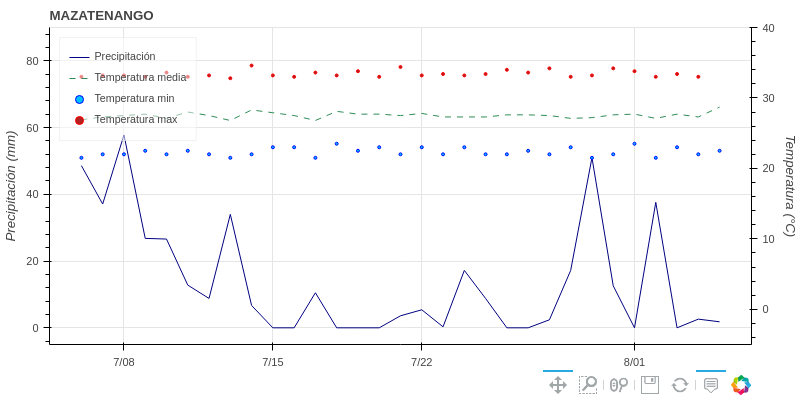 MAZATENANGO
Precipitación
Temperatura media
Temperatura min
Temperatura max
Precipitación (mm)
80
60
40
20
0
Temperatura (°C)
40
30
20
10
0
7/08
7/15
7/22
8/01